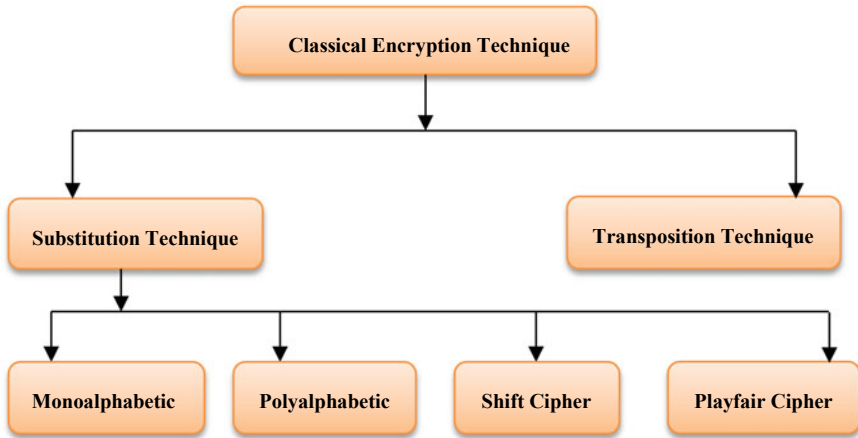 Classical Encryption Technique
Substitution Technique
Transposition Technique
Monoalphabetic
Polyalphabetic
Shift Cipher
Playfair Cipher